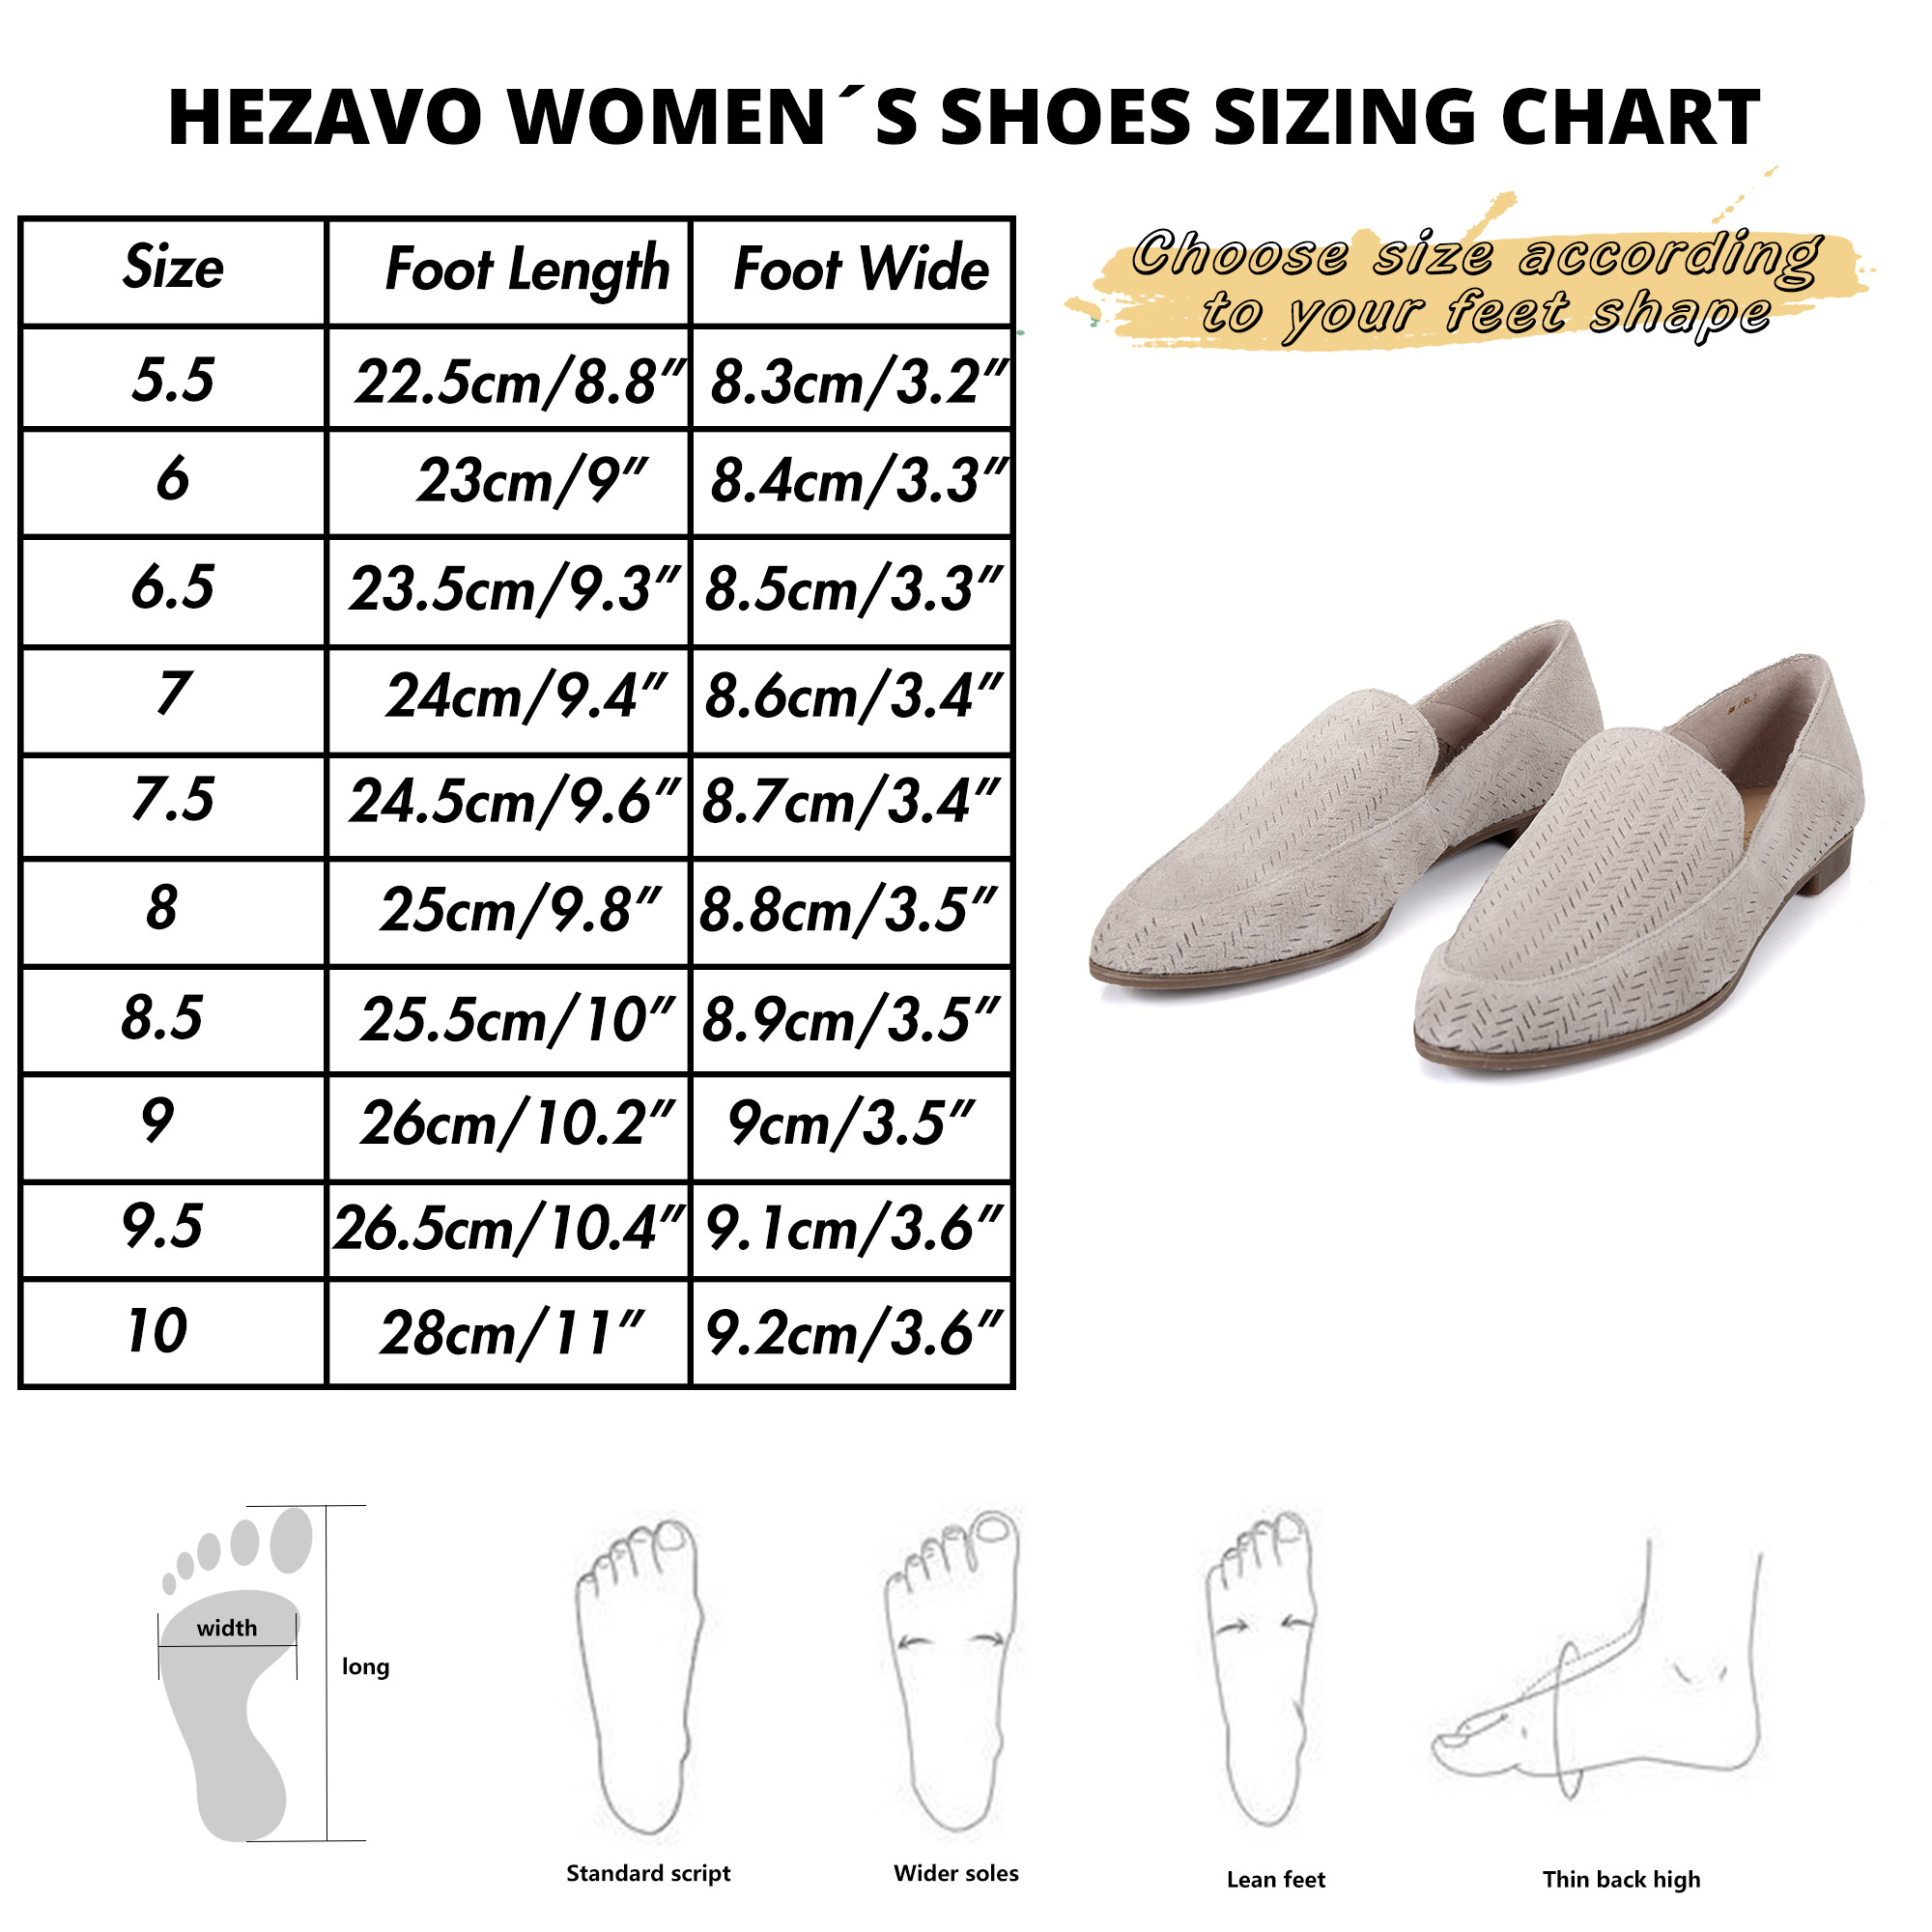 HEZAVO WOMEN´S SHOES SIZING CHART
Choose size according
to your feet shape
Size Foot Length Foot Wide
5.5 22.5cm/8.8" 8.3cm/3.2"
6 23cm/9" 8.4cm/3.3"
6.5 23.5cm/9.3" 8.5cm/3.3"
7 24cm/9.4" 8.6cm/3.4"
7.5 24.5cm/9.6" 8.7cm/3.4"
8 25cm/9.8" 8.8cm/3.5"
8.5 25.5cm/10" 8.9cm/3.5"
9 26cm/10.2" 9cm/3.5"
9.5 26.5cm/10.4" 9.1cm/3.6"
10 28cm/11" 9.2cm/3.6"
width
long
Standard script
Wider soles
Lean feet
Thin back high